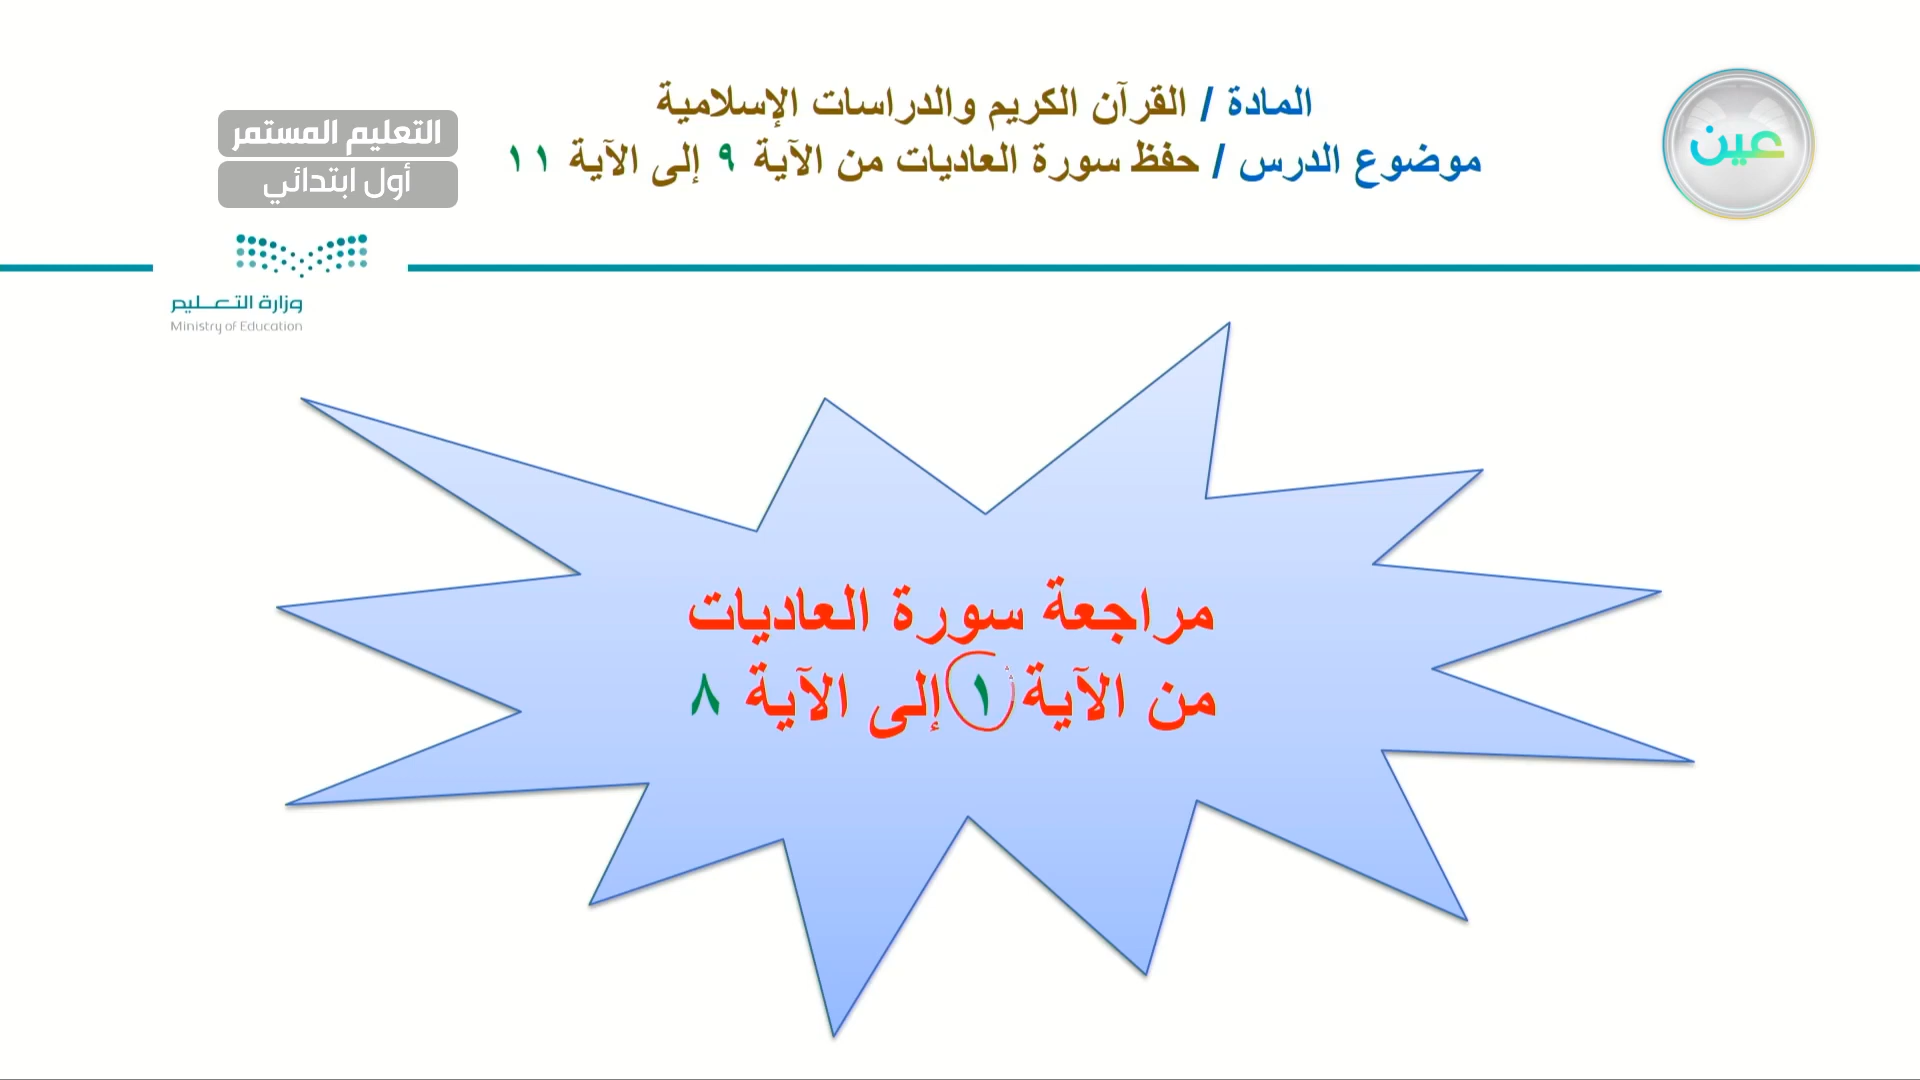 المادة / القرآن الكريم والدراسات الإسلامية
موضوع الدرس / حفظ سورة العاديات من الآية ٩ إلى الآية ١١
عين
التعليم المستمر
أول ابتدائي
وزارة التعـليم
Ministry of Education
مراجعة سورة العاديات
من الآية ١ إلى الآية ٨